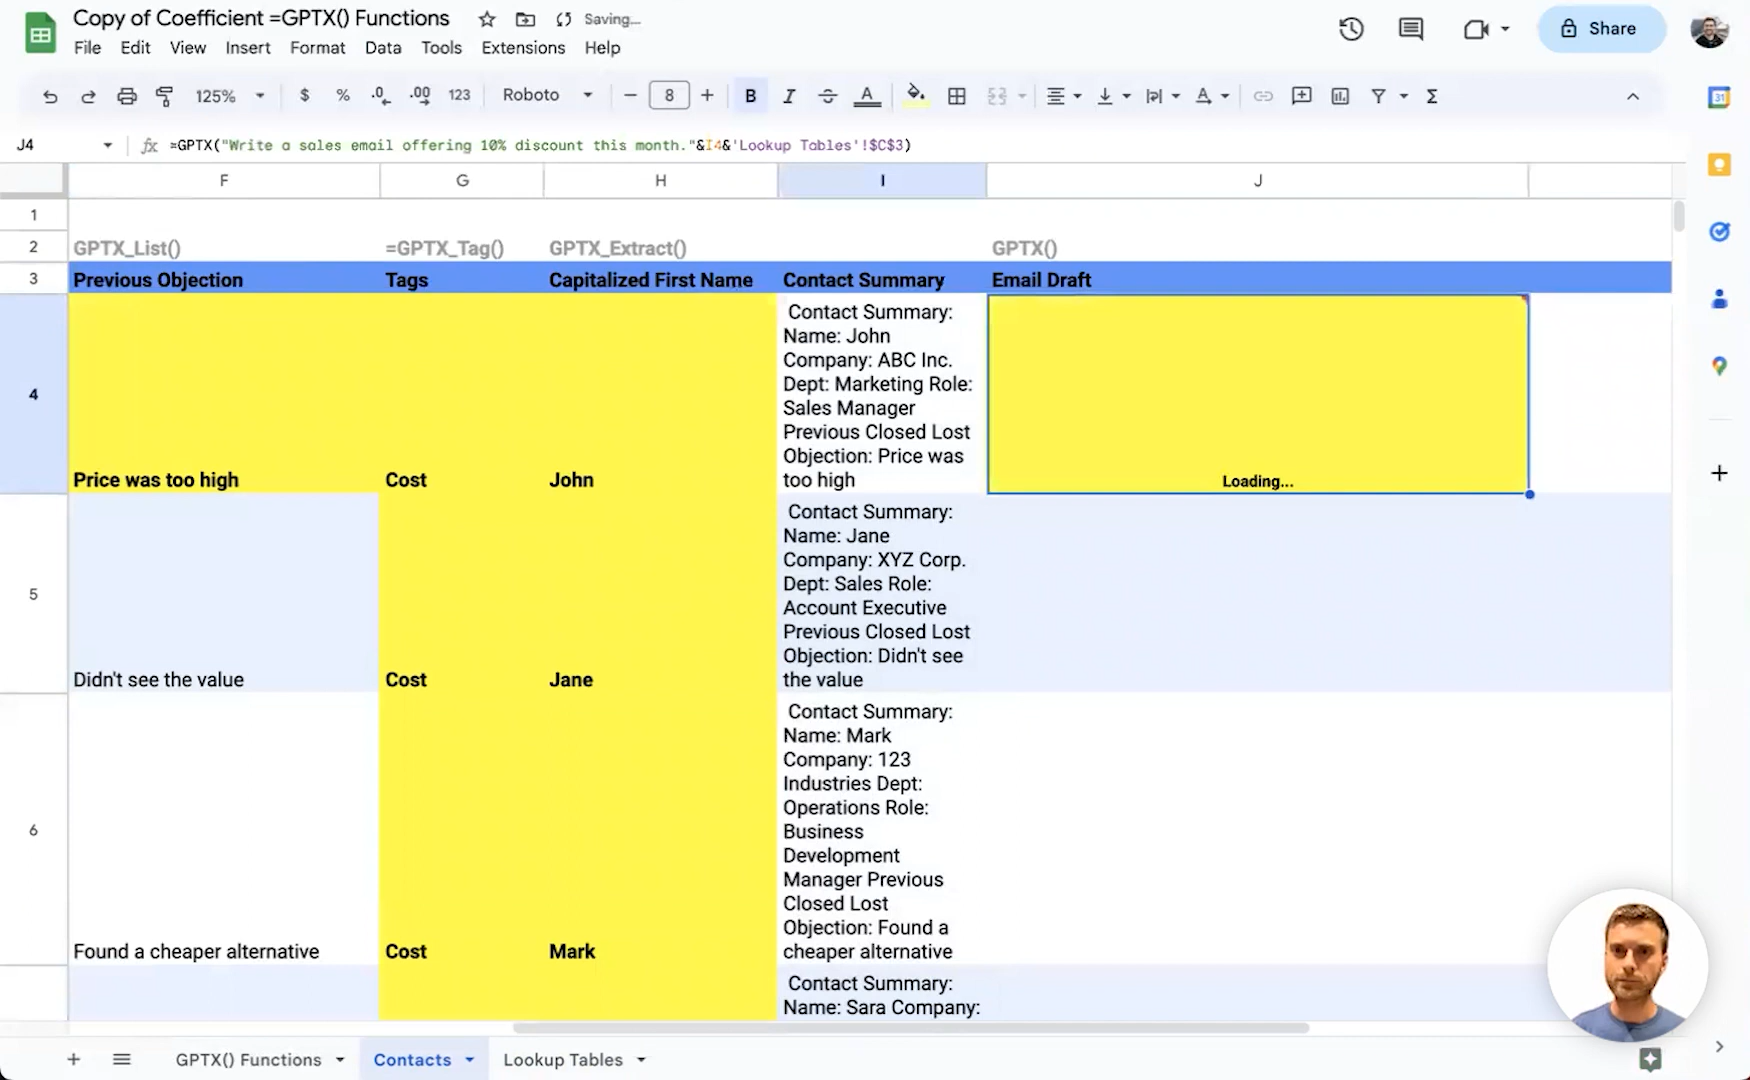 Copy of Coefficient =GPTX() Functions
Saving...
File Edit View Insert Format Data Tools Extensions Help
Share
125% $ % .0 .00 123 Roboto 8 B I A
J4 fx =GPTX("Write a sales email offering 10% discount this month."&I4&'Lookup Tables'!$C$3)
F G H I J
1
2 GPTX_List() =GPTX_Tag() GPTX_Extract() GPTX()
3 Previous Objection Tags Capitalized First Name Contact Summary Email Draft
Contact Summary:
Name: John
Company: ABC Inc.
Dept: Marketing Role:
4
Sales Manager
Previous Closed Lost
Objection: Price was
too high
Price was too high Cost John
Loading...
Contact Summary:
Name: Jane
Company: XYZ Corp.
Dept: Sales Role:
5
Account Executive
Previous Closed Lost
Objection: Didn't see
the value
Didn't see the value Cost Jane
Contact Summary:
Name: Mark
Company: 123
Industries Dept:
Operations Role:
6
Business
Development
Manager Previous
Closed Lost
Objection: Found a
cheaper alternative
Found a cheaper alternative Cost Mark
Contact Summary:
Name: Sara Company:
GPTX() Functions Contacts Lookup Tables
31